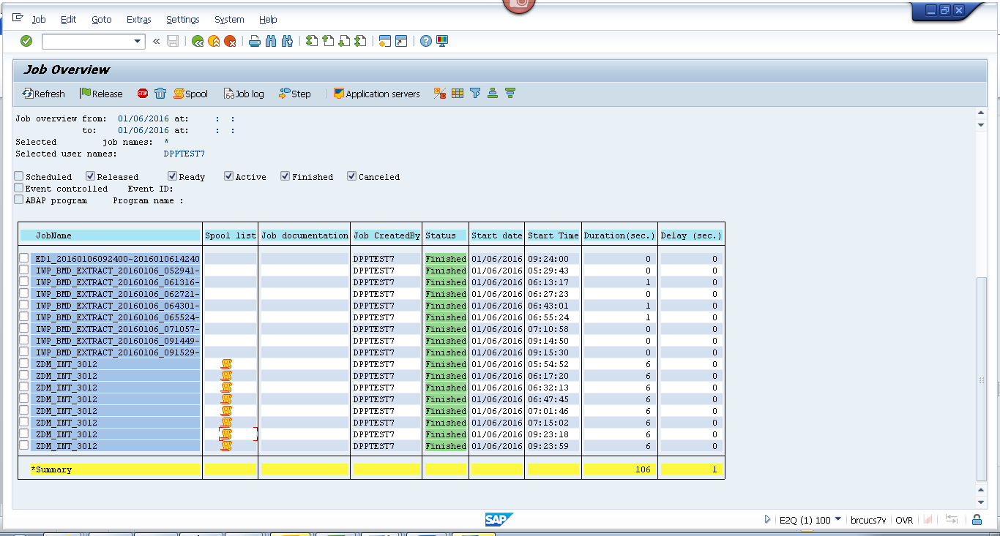 Job Edit Goto Extras Settings System Help
Job Overview
Refresh Release STOP Spool Job log Step Application servers
Job overview from: 01/06/2016 at: : :
to: 01/06/2016 at: : :
Selected job names: *
Selected user names: DPPTEST7
Scheduled Released Ready Active Finished Canceled
Event controlled Event ID:
ABAP program Program name :
JobName Spool list Job documentation Job CreatedBy Status Start date Start Time Duration(sec.) Delay (sec.)
ED1_20160106092400-2016010614240 DPPTEST7 Finished 01/06/2016 09:24:00 0 0
IWP_BMD_EXTRACT_20160106_052941- DPPTEST7 Finished 01/06/2016 05:29:43 0 0
IWP_BMD_EXTRACT_20160106_061316- DPPTEST7 Finished 01/06/2016 06:13:17 1 0
IWP_BMD_EXTRACT_20160106_062721- DPPTEST7 Finished 01/06/2016 06:27:23 0 0
IWP_BMD_EXTRACT_20160106_064301- DPPTEST7 Finished 01/06/2016 06:43:01 1 0
IWP_BMD_EXTRACT_20160106_065524- DPPTEST7 Finished 01/06/2016 06:55:24 1 0
IWP_BMD_EXTRACT_20160106_071057- DPPTEST7 Finished 01/06/2016 07:10:58 0 0
IWP_BMD_EXTRACT_20160106_091449- DPPTEST7 Finished 01/06/2016 09:14:50 0 0
IWP_BMD_EXTRACT_20160106_091529- DPPTEST7 Finished 01/06/2016 09:15:30 0 0
ZDM_INT_3012 DPPTEST7 Finished 01/06/2016 05:54:52 6 0
ZDM_INT_3012 DPPTEST7 Finished 01/06/2016 06:17:20 6 0
ZDM_INT_3012 DPPTEST7 Finished 01/06/2016 06:32:13 6 0
ZDM_INT_3012 DPPTEST7 Finished 01/06/2016 06:47:45 6 0
ZDM_INT_3012 DPPTEST7 Finished 01/06/2016 07:01:46 6 0
ZDM_INT_3012 DPPTEST7 Finished 01/06/2016 07:15:02 6 0
ZDM_INT_3012 DPPTEST7 Finished 01/06/2016 09:23:18 6 0
ZDM_INT_3012 DPPTEST7 Finished 01/06/2016 09:23:59 6 0
*Summary 106 1
SAP E2Q (1) 100 brcucs7v OVR